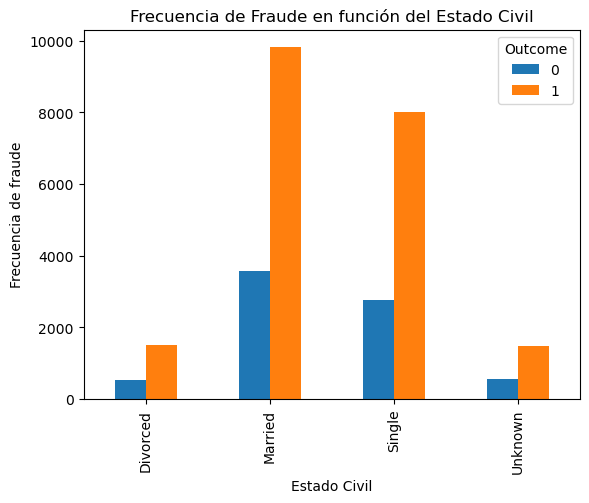 Frecuencia de Fraude en función del Estado Civil
Outcome
0
1
10000
8000
6000
4000
2000
0
Frecuencia de fraude
Divorced
Married
Single
Unknown
Estado Civil